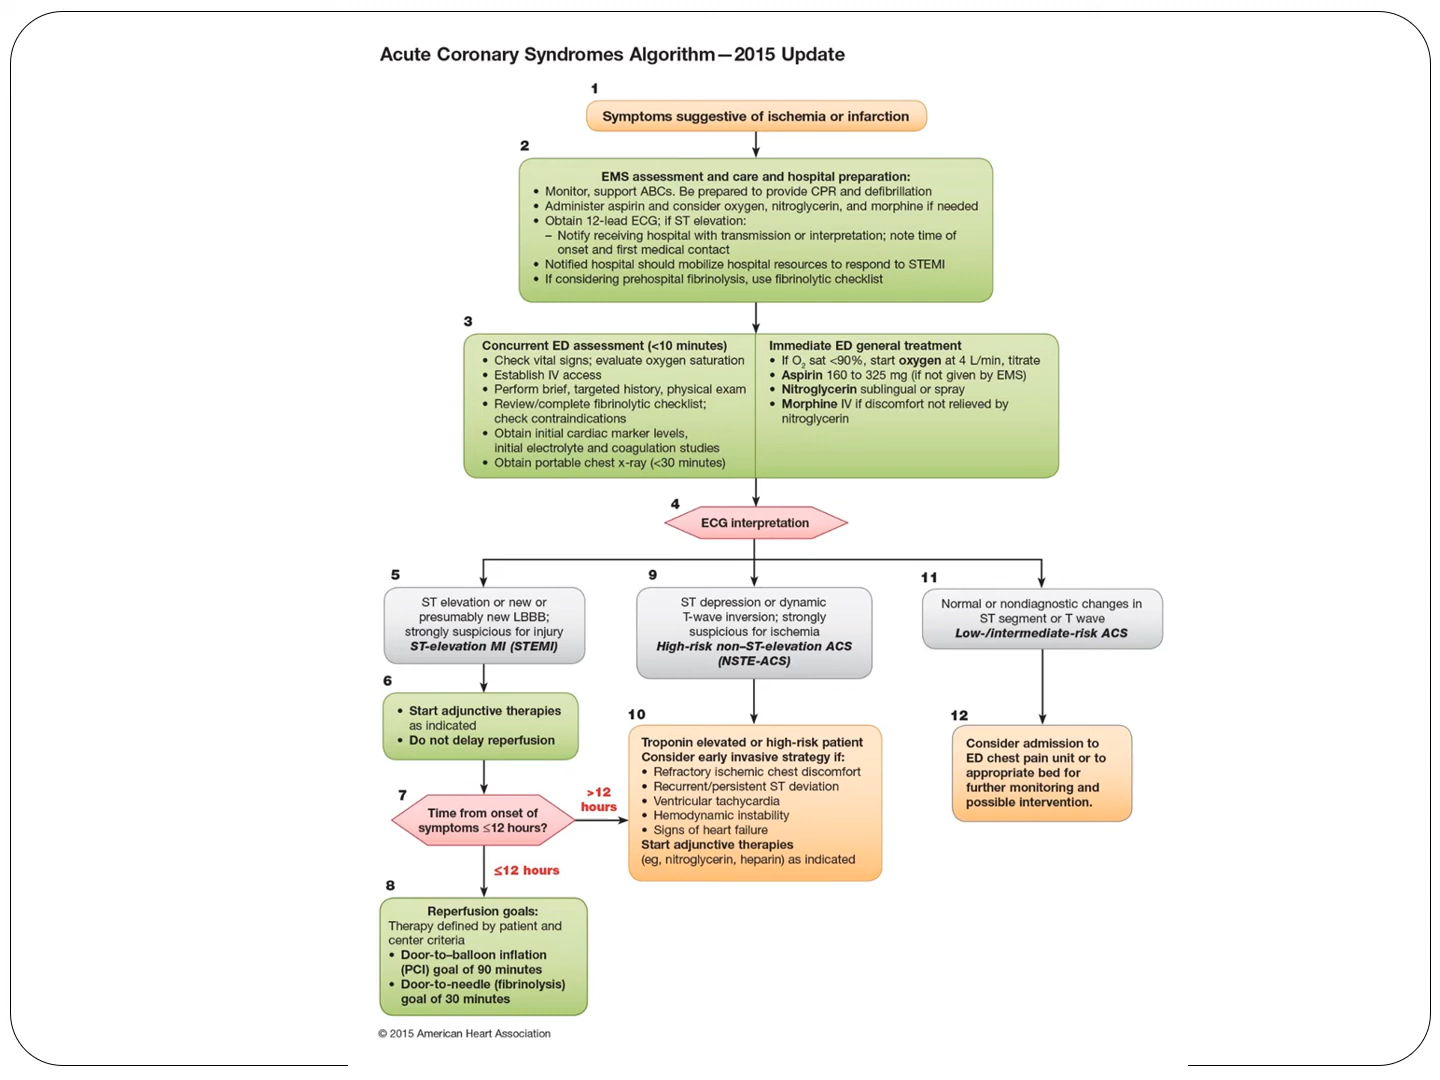 Acute Coronary Syndromes Algorithm—2015 Update
1
Symptoms suggestive of ischemia or infarction
2
EMS assessment and care and hospital preparation:
• Monitor, support ABCs. Be prepared to provide CPR and defibrillation
• Administer aspirin and consider oxygen, nitroglycerin, and morphine if needed
• Obtain 12-lead ECG; if ST elevation:
– Notify receiving hospital with transmission or interpretation; note time of
onset and first medical contact
• Notified hospital should mobilize hospital resources to respond to STEMI
• If considering prehospital fibrinolysis, use fibrinolytic checklist
3
Concurrent ED assessment (<10 minutes)
• Check vital signs; evaluate oxygen saturation
• Establish IV access
• Perform brief, targeted history, physical exam
• Review/complete fibrinolytic checklist;
check contraindications
• Obtain initial cardiac marker levels,
initial electrolyte and coagulation studies
• Obtain portable chest x-ray (<30 minutes)
Immediate ED general treatment
• If O2 sat <90%, start oxygen at 4 L/min, titrate
• Aspirin 160 to 325 mg (if not given by EMS)
• Nitroglycerin sublingual or spray
• Morphine IV if discomfort not relieved by
nitroglycerin
4
ECG interpretation
5
ST elevation or new or
presumably new LBBB;
strongly suspicious for injury
ST-elevation MI (STEMI)
9
ST depression or dynamic
T-wave inversion; strongly
suspicious for ischemia
High-risk non–ST-elevation ACS
(NSTE-ACS)
11
Normal or nondiagnostic changes in
ST segment or T wave
Low-/intermediate-risk ACS
6
• Start adjunctive therapies
as indicated
• Do not delay reperfusion
10
Troponin elevated or high-risk patient
Consider early invasive strategy if:
• Refractory ischemic chest discomfort
• Recurrent/persistent ST deviation
• Ventricular tachycardia
• Hemodynamic instability
• Signs of heart failure
Start adjunctive therapies
(eg, nitroglycerin, heparin) as indicated
12
Consider admission to
ED chest pain unit or to
appropriate bed for
further monitoring and
possible intervention.
7
Time from onset of
symptoms ≤12 hours?
>12
hours
≤12 hours
8
Reperfusion goals:
Therapy defined by patient and
center criteria
• Door-to–balloon inflation
(PCI) goal of 90 minutes
• Door-to-needle (fibrinolysis)
goal of 30 minutes
© 2015 American Heart Association